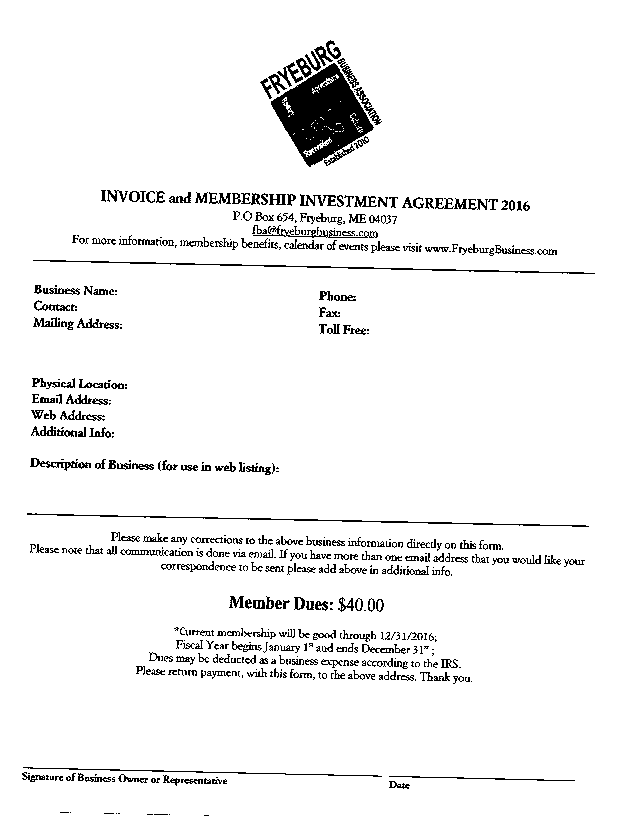 FRYEBURG
BUSINESS ASSOCIATION
Agriculture
Established 2010
INVOICE and MEMBERSHIP INVESTMENT AGREEMENT 2016
P.O Box 654, Fryeburg, ME 04037
fba@fryeburgbusiness.com
For more information, membership benefits, calendar of events please visit www.FryeburgBusiness.com
Business Name:
Contact:
Mailing Address:
Phone:
Fax:
Toll Free:
Physical Location:
Email Address:
Web Address:
Additional Info:
Description of Business (for use in web listing):
Please make any corrections to the above business information directly on this form.
Please note that all communication is done via email. If you have more than one email address that you would like your
correspondence to be sent please add above in additional info.
Member Dues: $40.00
*Current membership will be good through 12/31/2016;
Fiscal Year begins January 1st and ends December 31st ;
Dues may be deducted as a business expense according to the IRS.
Please return payment, with this form, to the above address. Thank you.
Signature of Business Owner or Representative
Date